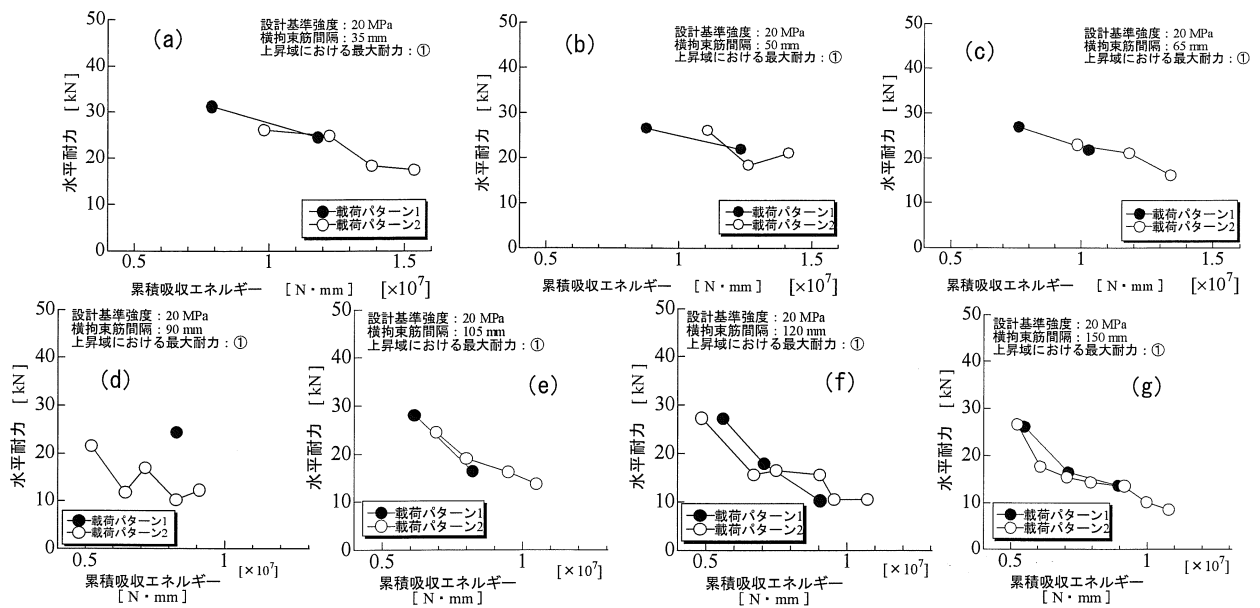 (a)
設計基準強度：20 MPa
横拘束筋間隔：35 mm
上昇域における最大耐力：①
水平耐力 [kN]
50
40
30
20
10
0
載荷パターン1
載荷パターン2
0.5 1 1.5
累積吸収エネルギー [N・mm] [×10⁷]
(b)
設計基準強度：20 MPa
横拘束筋間隔：50 mm
上昇域における最大耐力：①
水平耐力 [kN]
50
40
30
20
10
0
載荷パターン1
載荷パターン2
0.5 1 1.5
累積吸収エネルギー [N・mm] [×10⁷]
(c)
設計基準強度：20 MPa
横拘束筋間隔：65 mm
上昇域における最大耐力：①
水平耐力 [kN]
50
40
30
20
10
0
載荷パターン1
載荷パターン2
0.5 1 1.5
累積吸収エネルギー [N・mm] [×10⁷]
設計基準強度：20 MPa
横拘束筋間隔：90 mm
上昇域における最大耐力：①
(d)
水平耐力 [kN]
50
40
30
20
10
0
載荷パターン1
載荷パターン2
0.5 1
[×10⁷]
累積吸収エネルギー
[N・mm]
設計基準強度：20 MPa
横拘束筋間隔：105 mm
上昇域における最大耐力：①
(e)
水平耐力 [kN]
50
40
30
20
10
0
載荷パターン1
載荷パターン2
0.5 1
[×10⁷]
累積吸収エネルギー
[N・mm]
設計基準強度：20 MPa
横拘束筋間隔：120 mm
上昇域における最大耐力：①
(f)
水平耐力 [kN]
50
40
30
20
10
0
載荷パターン1
載荷パターン2
0.5 1
[×10⁷]
累積吸収エネルギー
[N・mm]
設計基準強度：20 MPa
横拘束筋間隔：150 mm
上昇域における最大耐力：①
(g)
水平耐力 [kN]
50
40
30
20
10
0
載荷パターン1
載荷パターン2
0.5 1
[×10⁷]
累積吸収エネルギー
[N・mm]